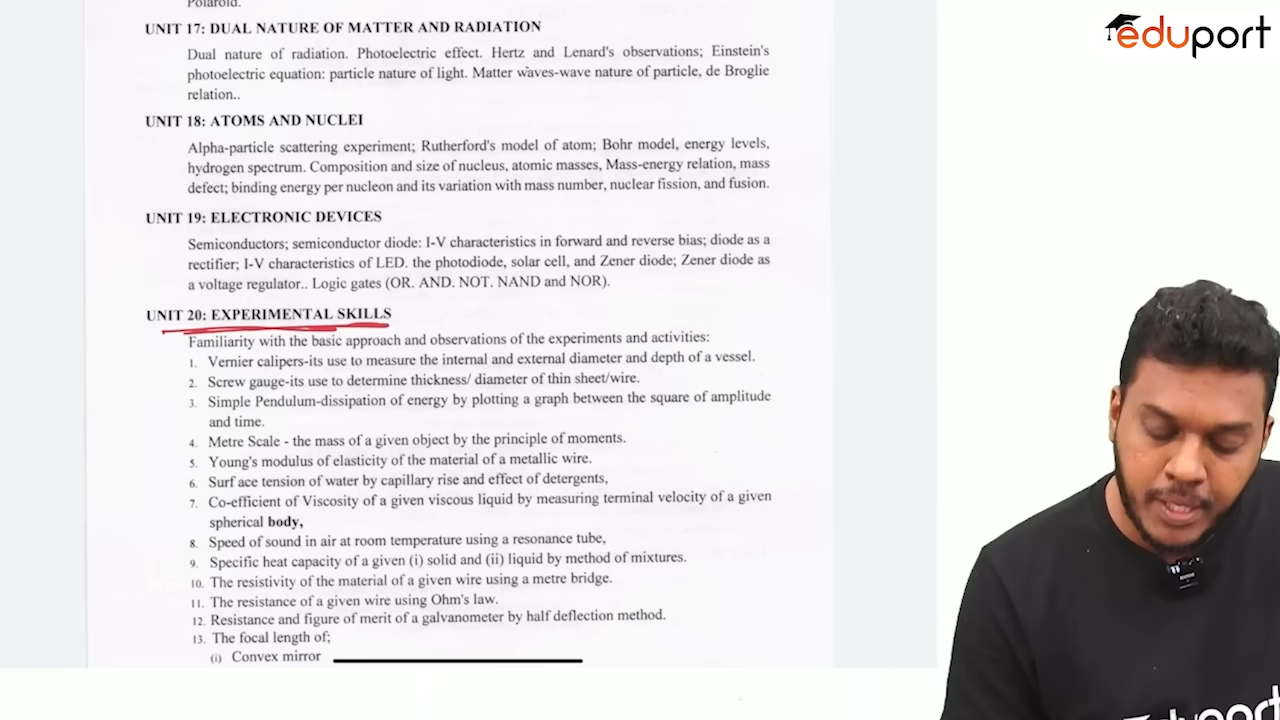 Polaroid.
UNIT 17: DUAL NATURE OF MATTER AND RADIATION
Dual nature of radiation. Photoelectric effect. Hertz and Lenard's observations; Einstein's
photoelectric equation: particle nature of light. Matter waves-wave nature of particle, de Broglie
relation..
UNIT 18: ATOMS AND NUCLEI
Alpha-particle scattering experiment; Rutherford's model of atom; Bohr model, energy levels,
hydrogen spectrum. Composition and size of nucleus, atomic masses, Mass-energy relation, mass
defect; binding energy per nucleon and its variation with mass number, nuclear fission, and fusion.
UNIT 19: ELECTRONIC DEVICES
Semiconductors; semiconductor diode: I-V characteristics in forward and reverse bias; diode as a
rectifier; I-V characteristics of LED. the photodiode, solar cell, and Zener diode; Zener diode as
a voltage regulator.. Logic gates (OR. AND. NOT. NAND and NOR).
UNIT 20: EXPERIMENTAL SKILLS
Familiarity with the basic approach and observations of the experiments and activities:
1. Vernier calipers-its use to measure the internal and external diameter and depth of a vessel.
2. Screw gauge-its use to determine thickness/ diameter of thin sheet/wire.
3. Simple Pendulum-dissipation of energy by plotting a graph between the square of amplitude
and time.
4. Metre Scale - the mass of a given object by the principle of moments.
5. Young's modulus of elasticity of the material of a metallic wire.
6. Surf ace tension of water by capillary rise and effect of detergents,
7. Co-efficient of Viscosity of a given viscous liquid by measuring terminal velocity of a given
spherical body,
8. Speed of sound in air at room temperature using a resonance tube,
9. Specific heat capacity of a given (i) solid and (ii) liquid by method of mixtures.
10. The resistivity of the material of a given wire using a metre bridge.
11. The resistance of a given wire using Ohm's law.
12. Resistance and figure of merit of a galvanometer by half deflection method.
13. The focal length of;
(i) Convex mirror
eduport
Eduport